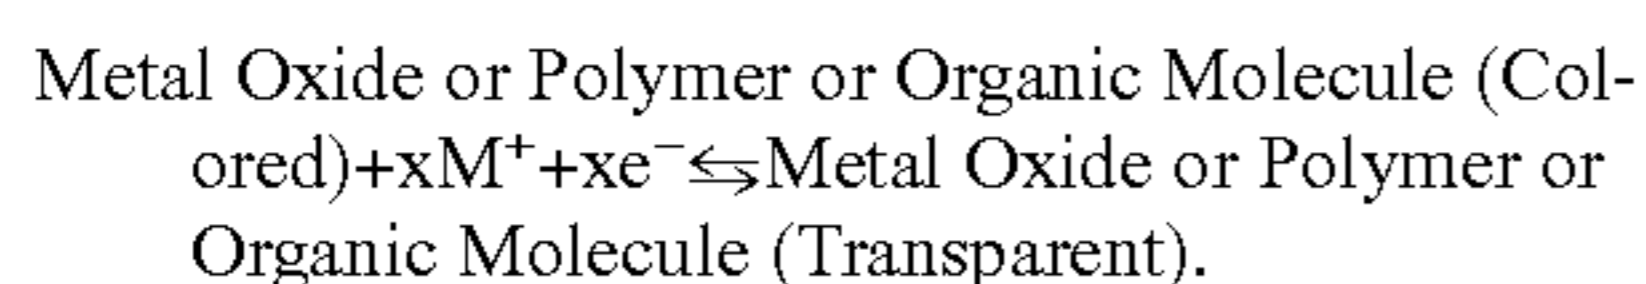 Metal Oxide or Polymer or Organic Molecule (Col-
ored)+xM⁺+xe⁻⇆Metal Oxide or Polymer or
Organic Molecule (Transparent).